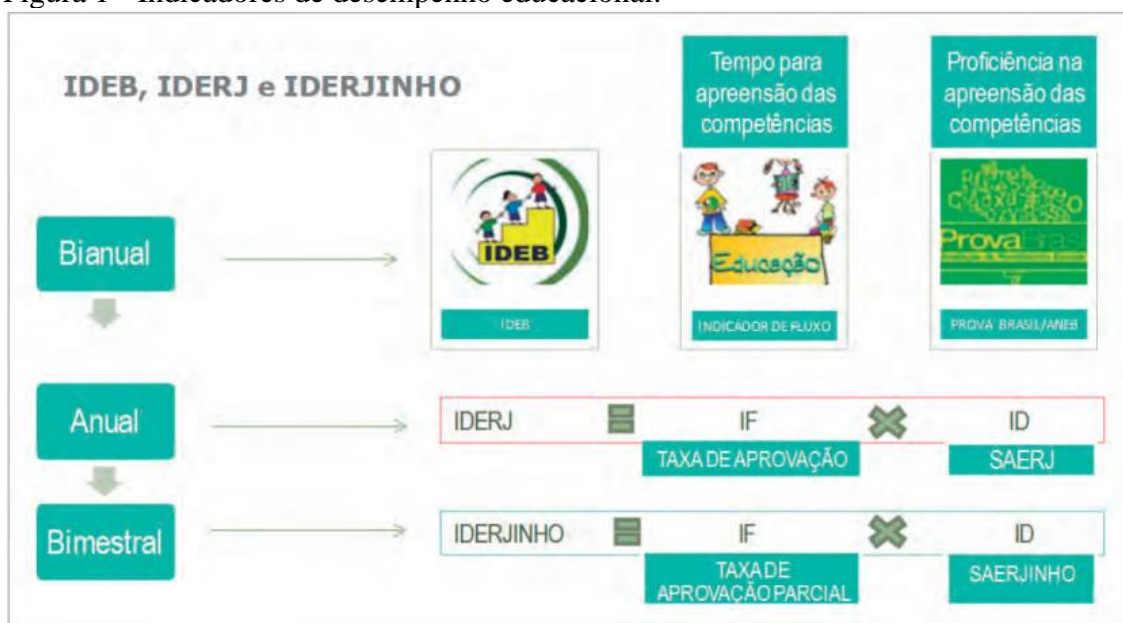 Figura 1 - Indicadores de desempenho educacional.
IDEB, IDERJ e IDERJINHO
Tempo para
apreensão das
competências
Proficiência na
apreensão das
competências
Bianual
IDEB
Educação
Prova Brasil
IDEB
INDICADOR DE FLUXO
PROVA BRASIL/ANEB
Anual
IDERJ = IF ✖ ID
TAXA DE APROVAÇÃO
SAERJ
Bimestral
IDERJINHO = IF ✖ ID
TAXA DE
APROVAÇÃO PARCIAL
SAERJINHO